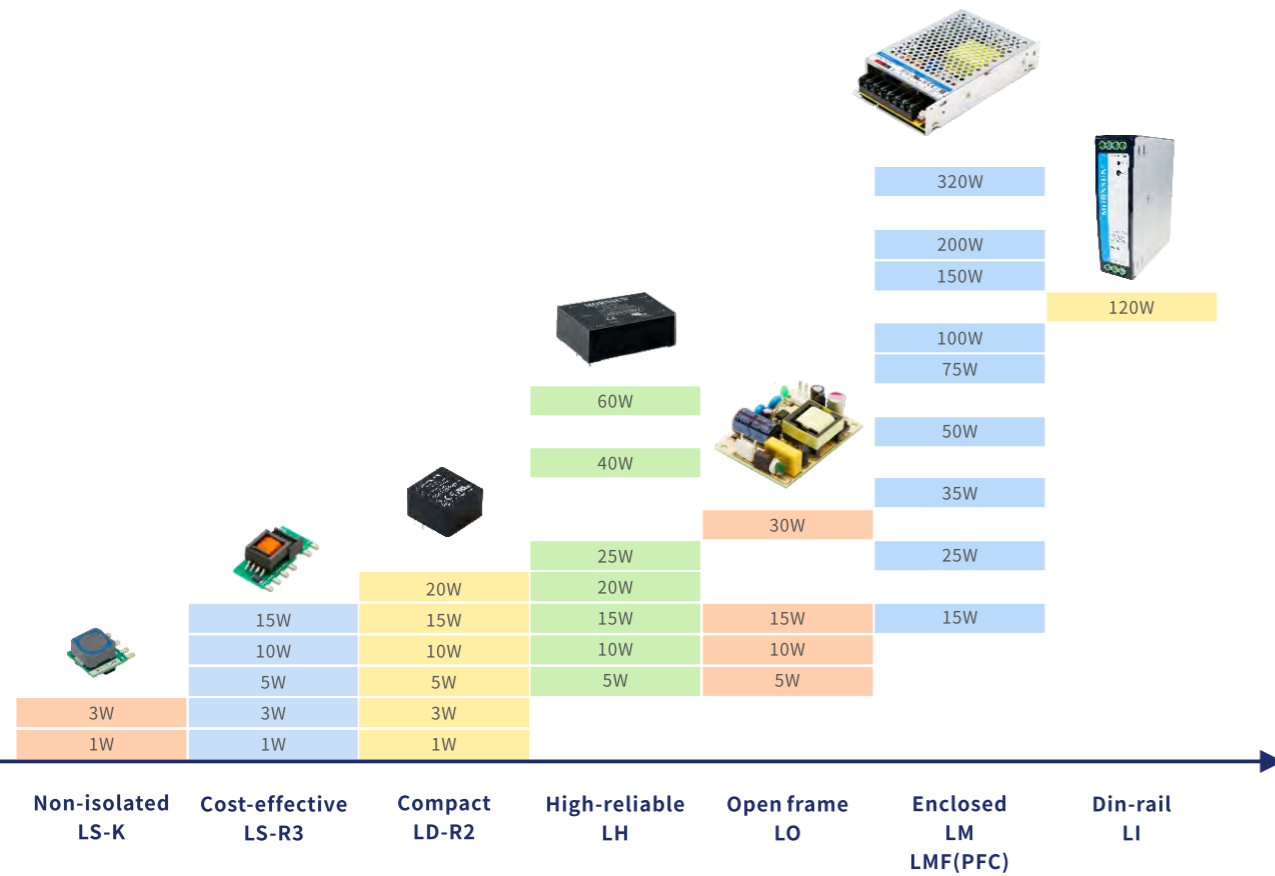 320W
200W
150W
120W
100W
75W
60W
50W
40W
35W
30W
25W
25W
20W
20W
15W
15W
15W
15W
15W
10W
10W
10W
10W
5W
5W
5W
5W
3W
3W
3W
1W
1W
1W
Non-isolated
LS-K
Cost-effective
LS-R3
Compact
LD-R2
High-reliable
LH
Open frame
LO
Enclosed
LM
LMF(PFC)
Din-rail
LI